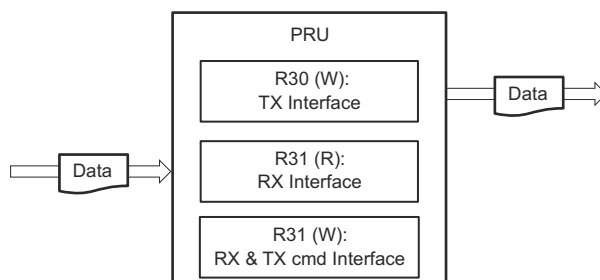 PRU
R30 (W):
TX Interface
Data
Data
R31 (R):
RX Interface
R31 (W):
RX & TX cmd Interface